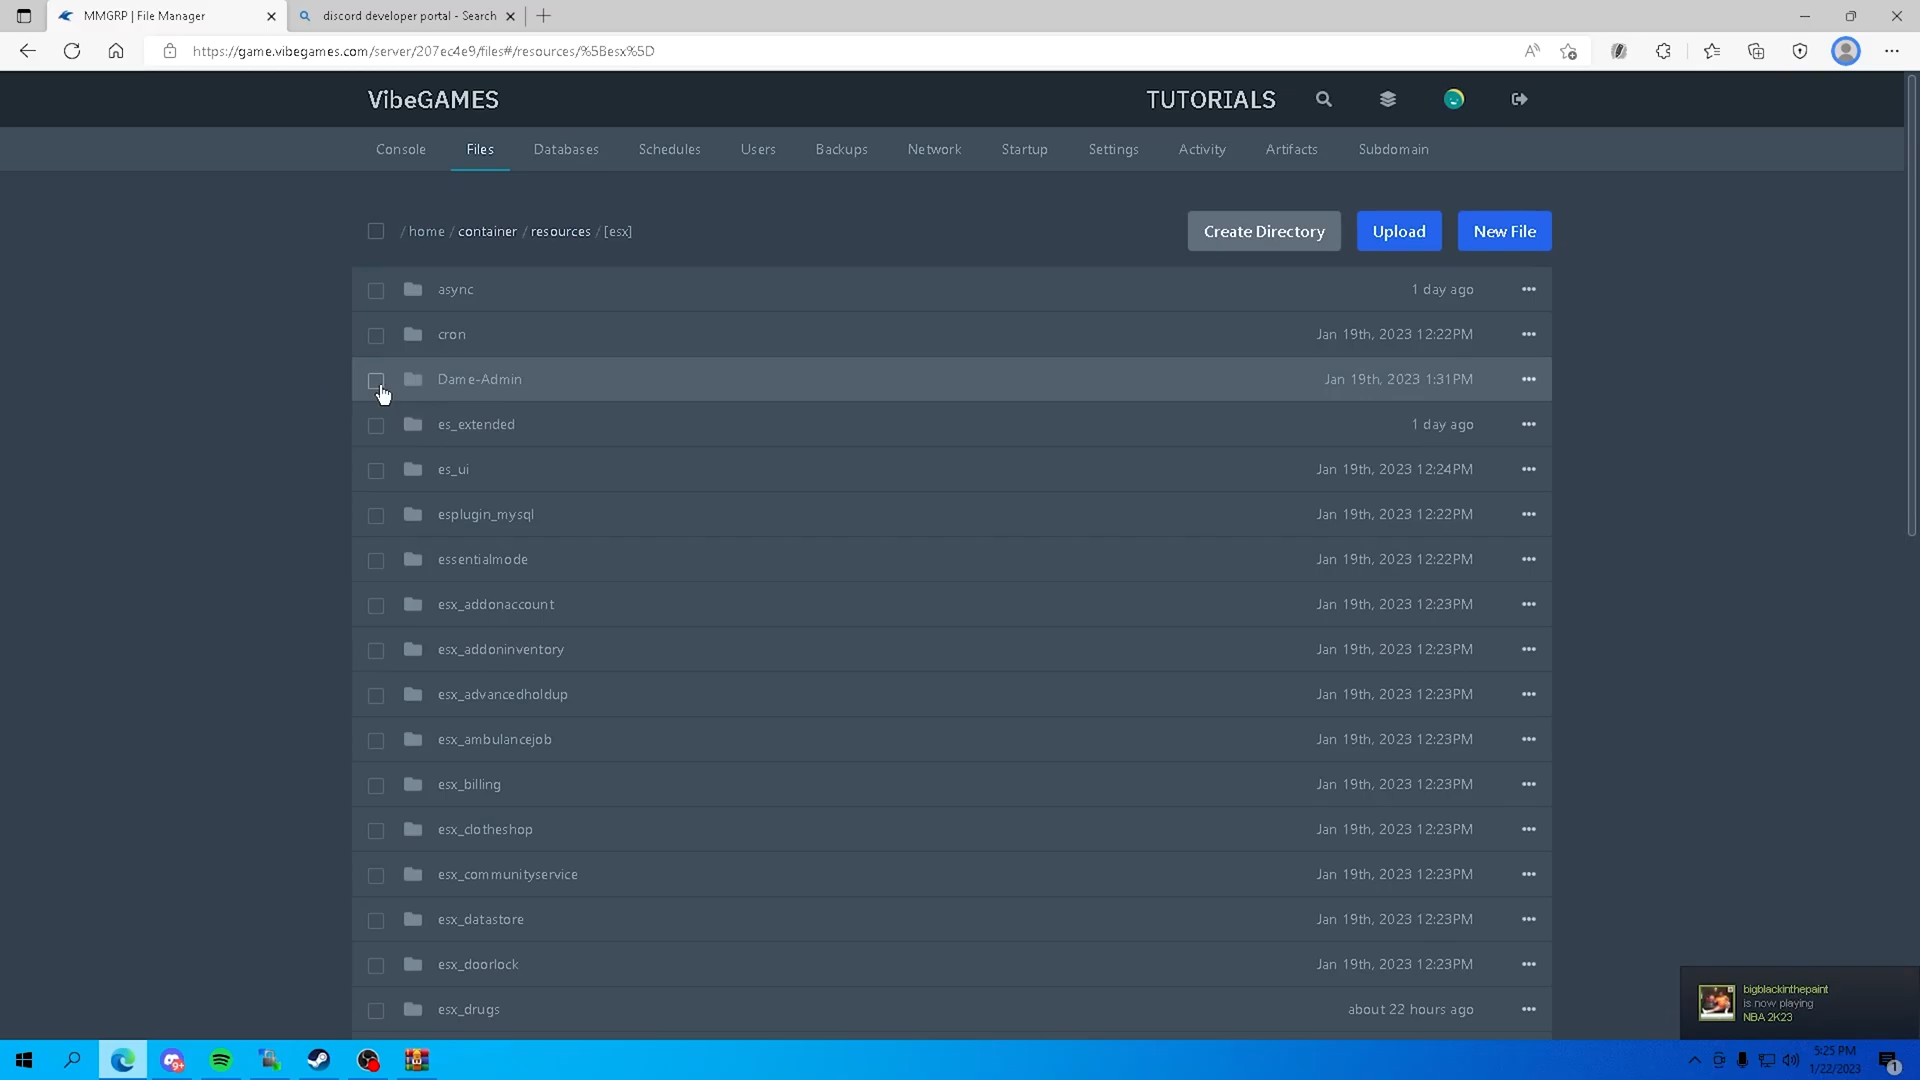 MMGRP | File Manager
discord developer portal - Search
https://game.vibegames.com/server/207ec4e9/files#/resources/%5Besx%5D
VibeGAMES
TUTORIALS
Console Files Databases Schedules Users Backups Network Startup Settings Activity Artifacts Subdomain
/ home / container / resources / [esx]
Create Directory Upload New File
async 1 day ago
cron Jan 19th, 2023 12:22PM
Dame-Admin Jan 19th, 2023 1:31PM
es_extended 1 day ago
es_ui Jan 19th, 2023 12:24PM
esplugin_mysql Jan 19th, 2023 12:22PM
essentialmode Jan 19th, 2023 12:22PM
esx_addonaccount Jan 19th, 2023 12:23PM
esx_addoninventory Jan 19th, 2023 12:23PM
esx_advancedholdup Jan 19th, 2023 12:23PM
esx_ambulancejob Jan 19th, 2023 12:23PM
esx_billing Jan 19th, 2023 12:23PM
esx_clotheshop Jan 19th, 2023 12:23PM
esx_communityservice Jan 19th, 2023 12:23PM
esx_datastore Jan 19th, 2023 12:23PM
esx_doorlock Jan 19th, 2023 12:23PM
esx_drugs about 22 hours ago
bigblackinthepaint
is now playing
NBA 2K23
9+
5:25 PM
1/22/2023
1